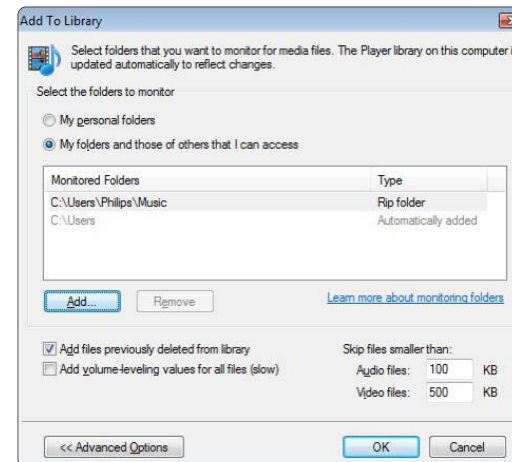 Add To Library
Select folders that you want to monitor for media files. The Player library on this computer i
updated automatically to reflect changes.
Select the folders to monitor
My personal folders
My folders and those of others that I can access
Monitored Folders Type
C:\Users\Philips\Music Rip folder
C:\Users Automatically added
Add... Remove Learn more about monitoring folders
Add files previously deleted from library Skip files smaller than:
Add volume-leveling values for all files (slow) Audio files: 100 KB
Video files: 500 KB
<< Advanced Options OK Cancel